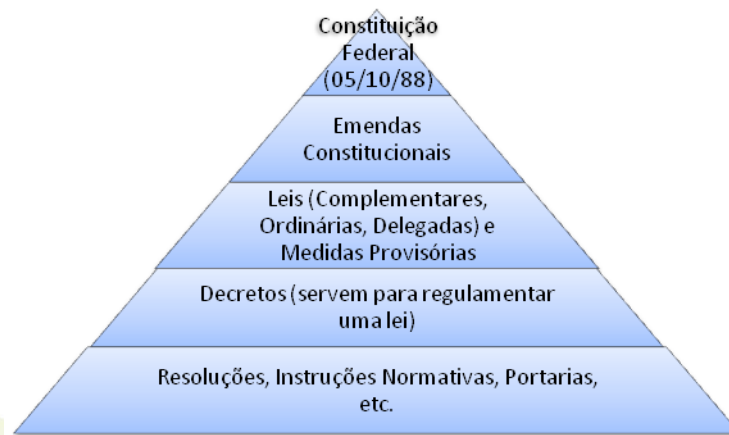 Constituição
Federal
(05/10/88)
Emendas
Constitucionais
Leis (Complementares,
Ordinárias, Delegadas) e
Medidas Provisórias
Decretos (servem para regulamentar
uma lei)
Resoluções, Instruções Normativas, Portarias,
etc.